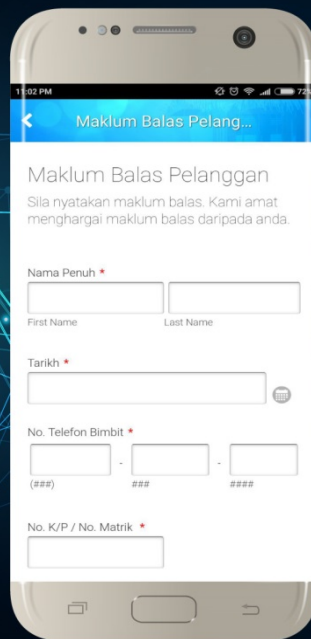 11:02 PM
72%
Maklum Balas Pelang...
Maklum Balas Pelanggan
Sila nyatakan maklum balas. Kami amat
menghargai maklum balas daripada anda.
Nama Penuh *
First Name Last Name
Tarikh *
No. Telefon Bimbit *
- -
(###) ### ####
No. K/P / No. Matrik *